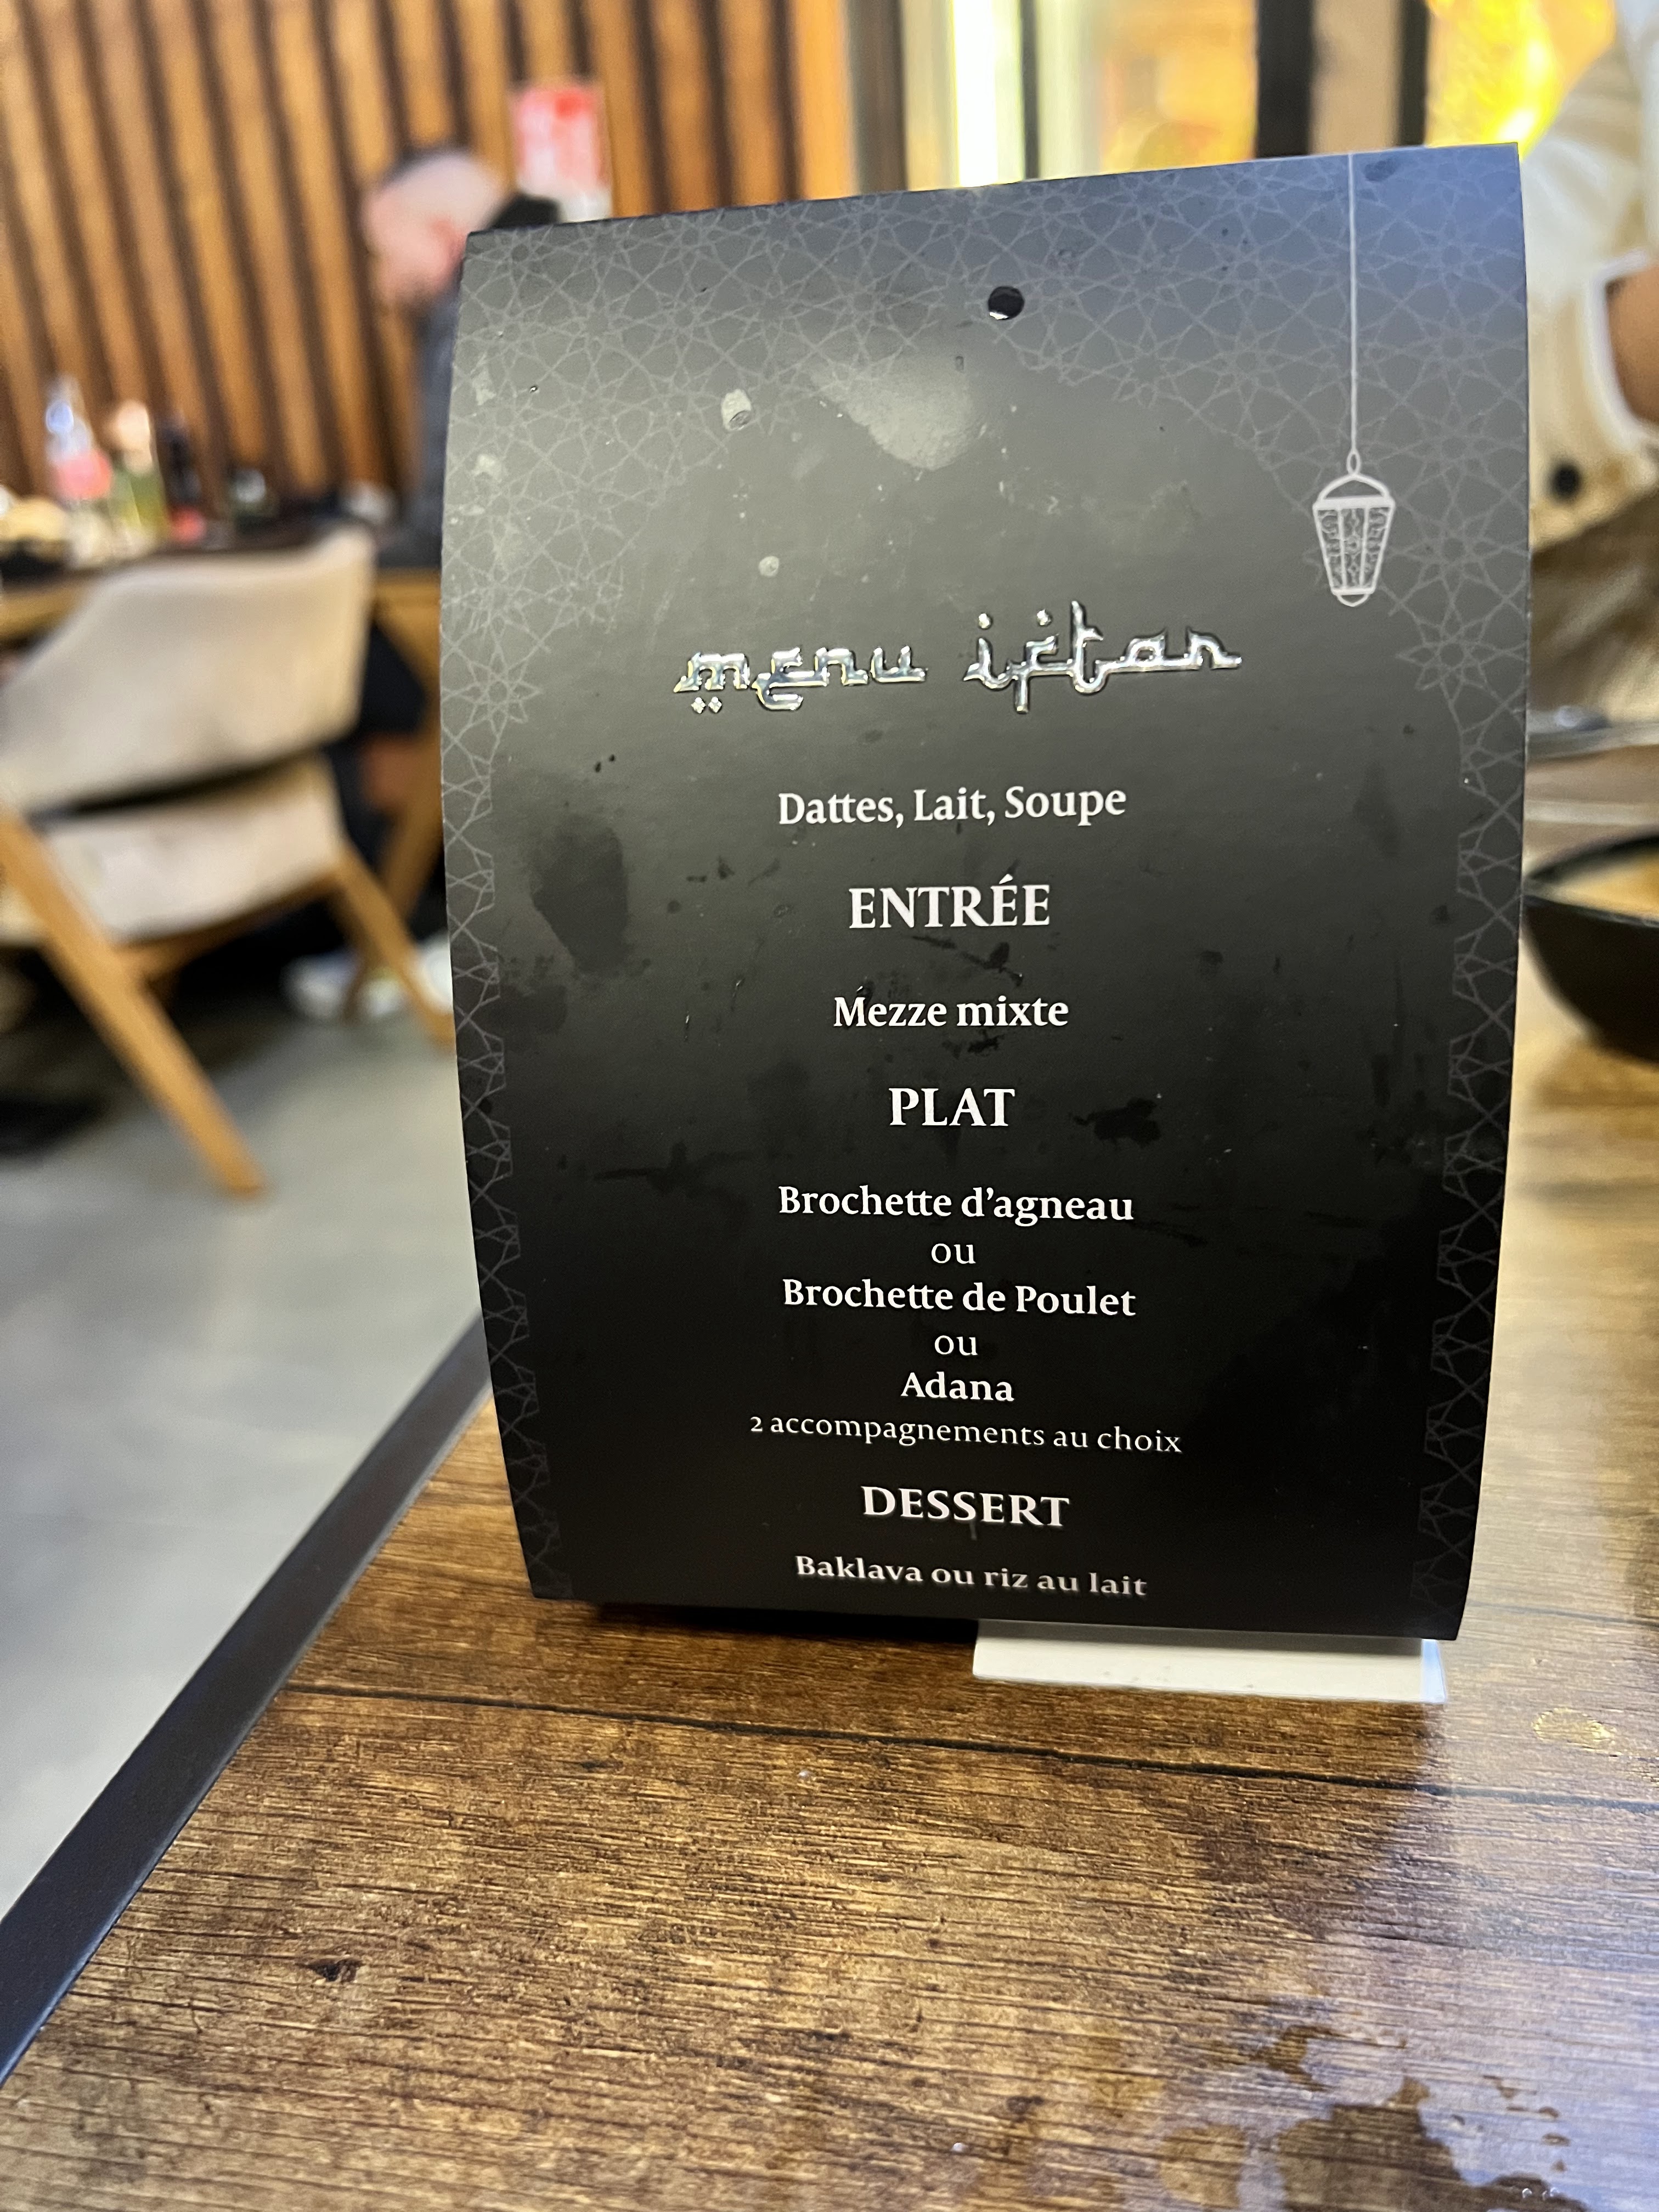 menu iftar
Dattes, Lait, Soupe
ENTRÉE
Mezze mixte
PLAT
Brochette d'agneau
ou
Brochette de Poulet
ou
Adana
2 accompagnements au choix
DESSERT
Baklava ou riz au lait